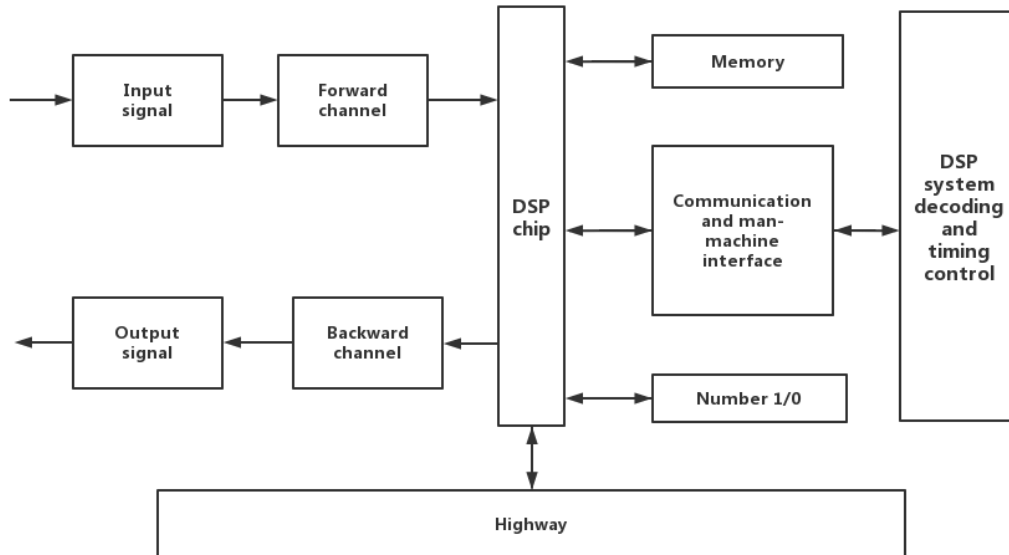 Input
signal
Forward
channel
DSP
chip
Memory
Communication
and man-
machine
interface
DSP
system
decoding
and
timing
control
Output
signal
Backward
channel
Number 1/0
Highway